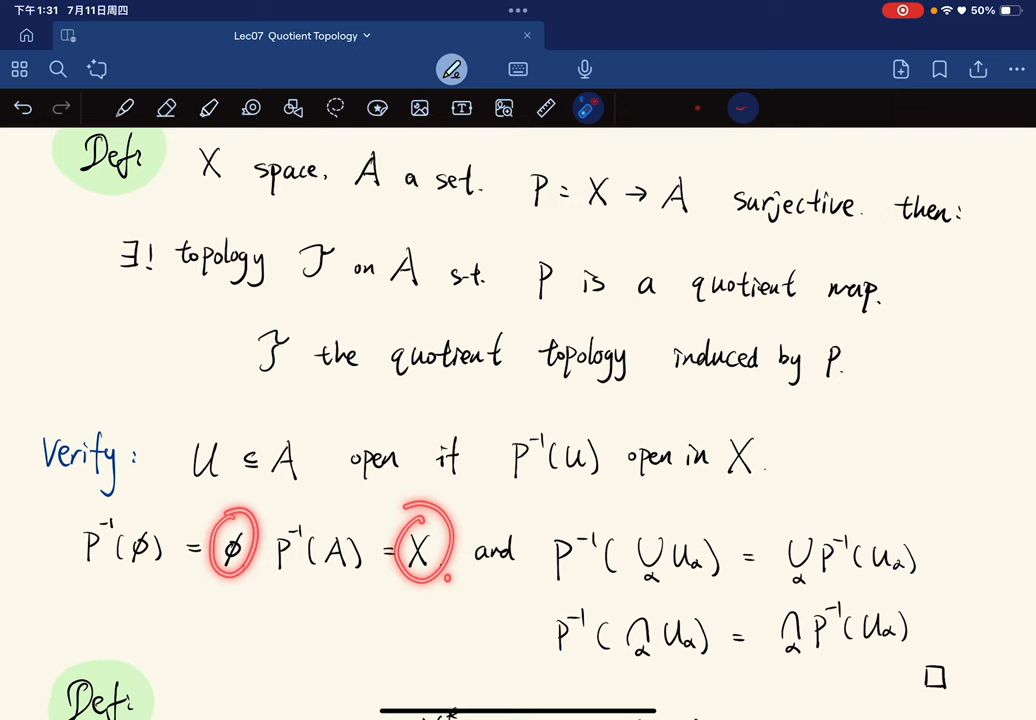 下午1:31 7月11日周四
50%
Lec07 Quotient Topology
Def: X space, A a set. P: X → A surjective. then:
∃! topology 𝒯 on A s.t. P is a quotient map.
𝒯 the quotient topology induced by P.
Verify: U ⊆ A open if P⁻¹(U) open in X.
P⁻¹(∅) = ∅ P⁻¹(A) = X and P⁻¹(⋃_α U_α) = ⋃_α P⁻¹(U_α)
P⁻¹(⋂_α U_α) = ⋂_α P⁻¹(U_α)
□
Def: